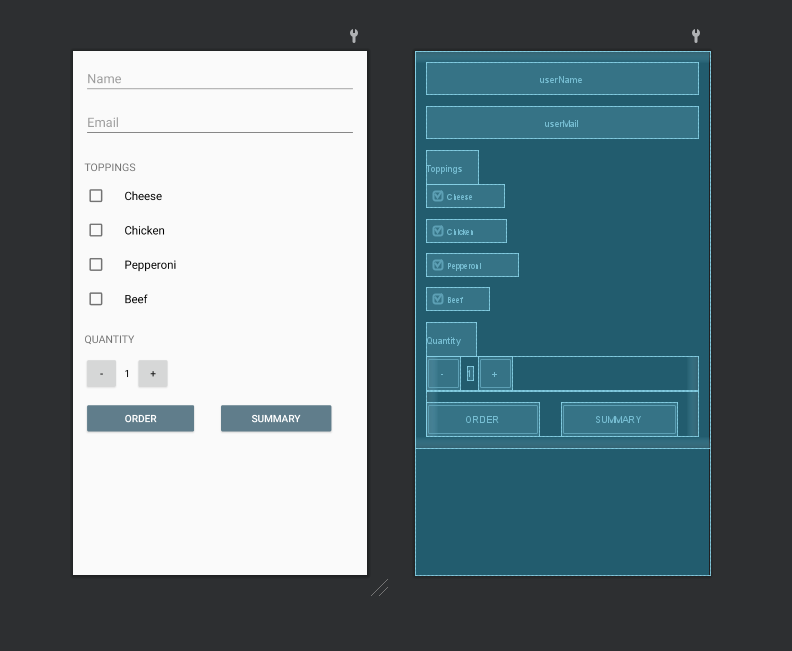 Name
Email
TOPPINGS
Cheese
Chicken
Pepperoni
Beef
QUANTITY
- 1 +
ORDER SUMMARY
userName
userMail
Toppings
Cheese
Chicken
Pepperoni
Beef
Quantity
- 1 +
ORDER SUMMARY